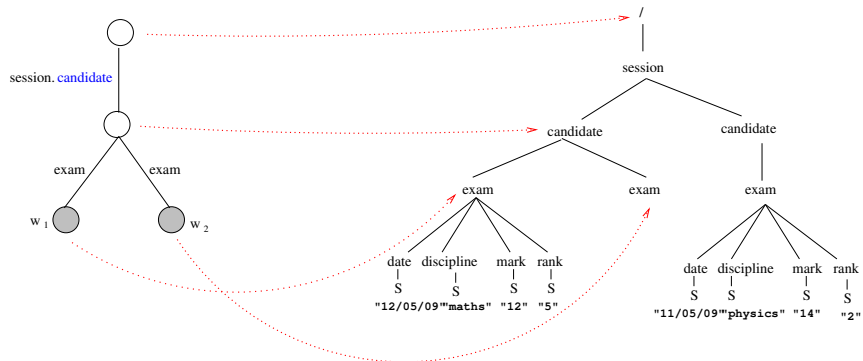 /
session
session. candidate
candidate candidate
exam exam
exam exam exam
w 1 w 2
date discipline mark rank
S S S S
"12/05/09" "maths" "12" "5"
date discipline mark rank
S S S S
"11/05/09" "physics" "14" "2"